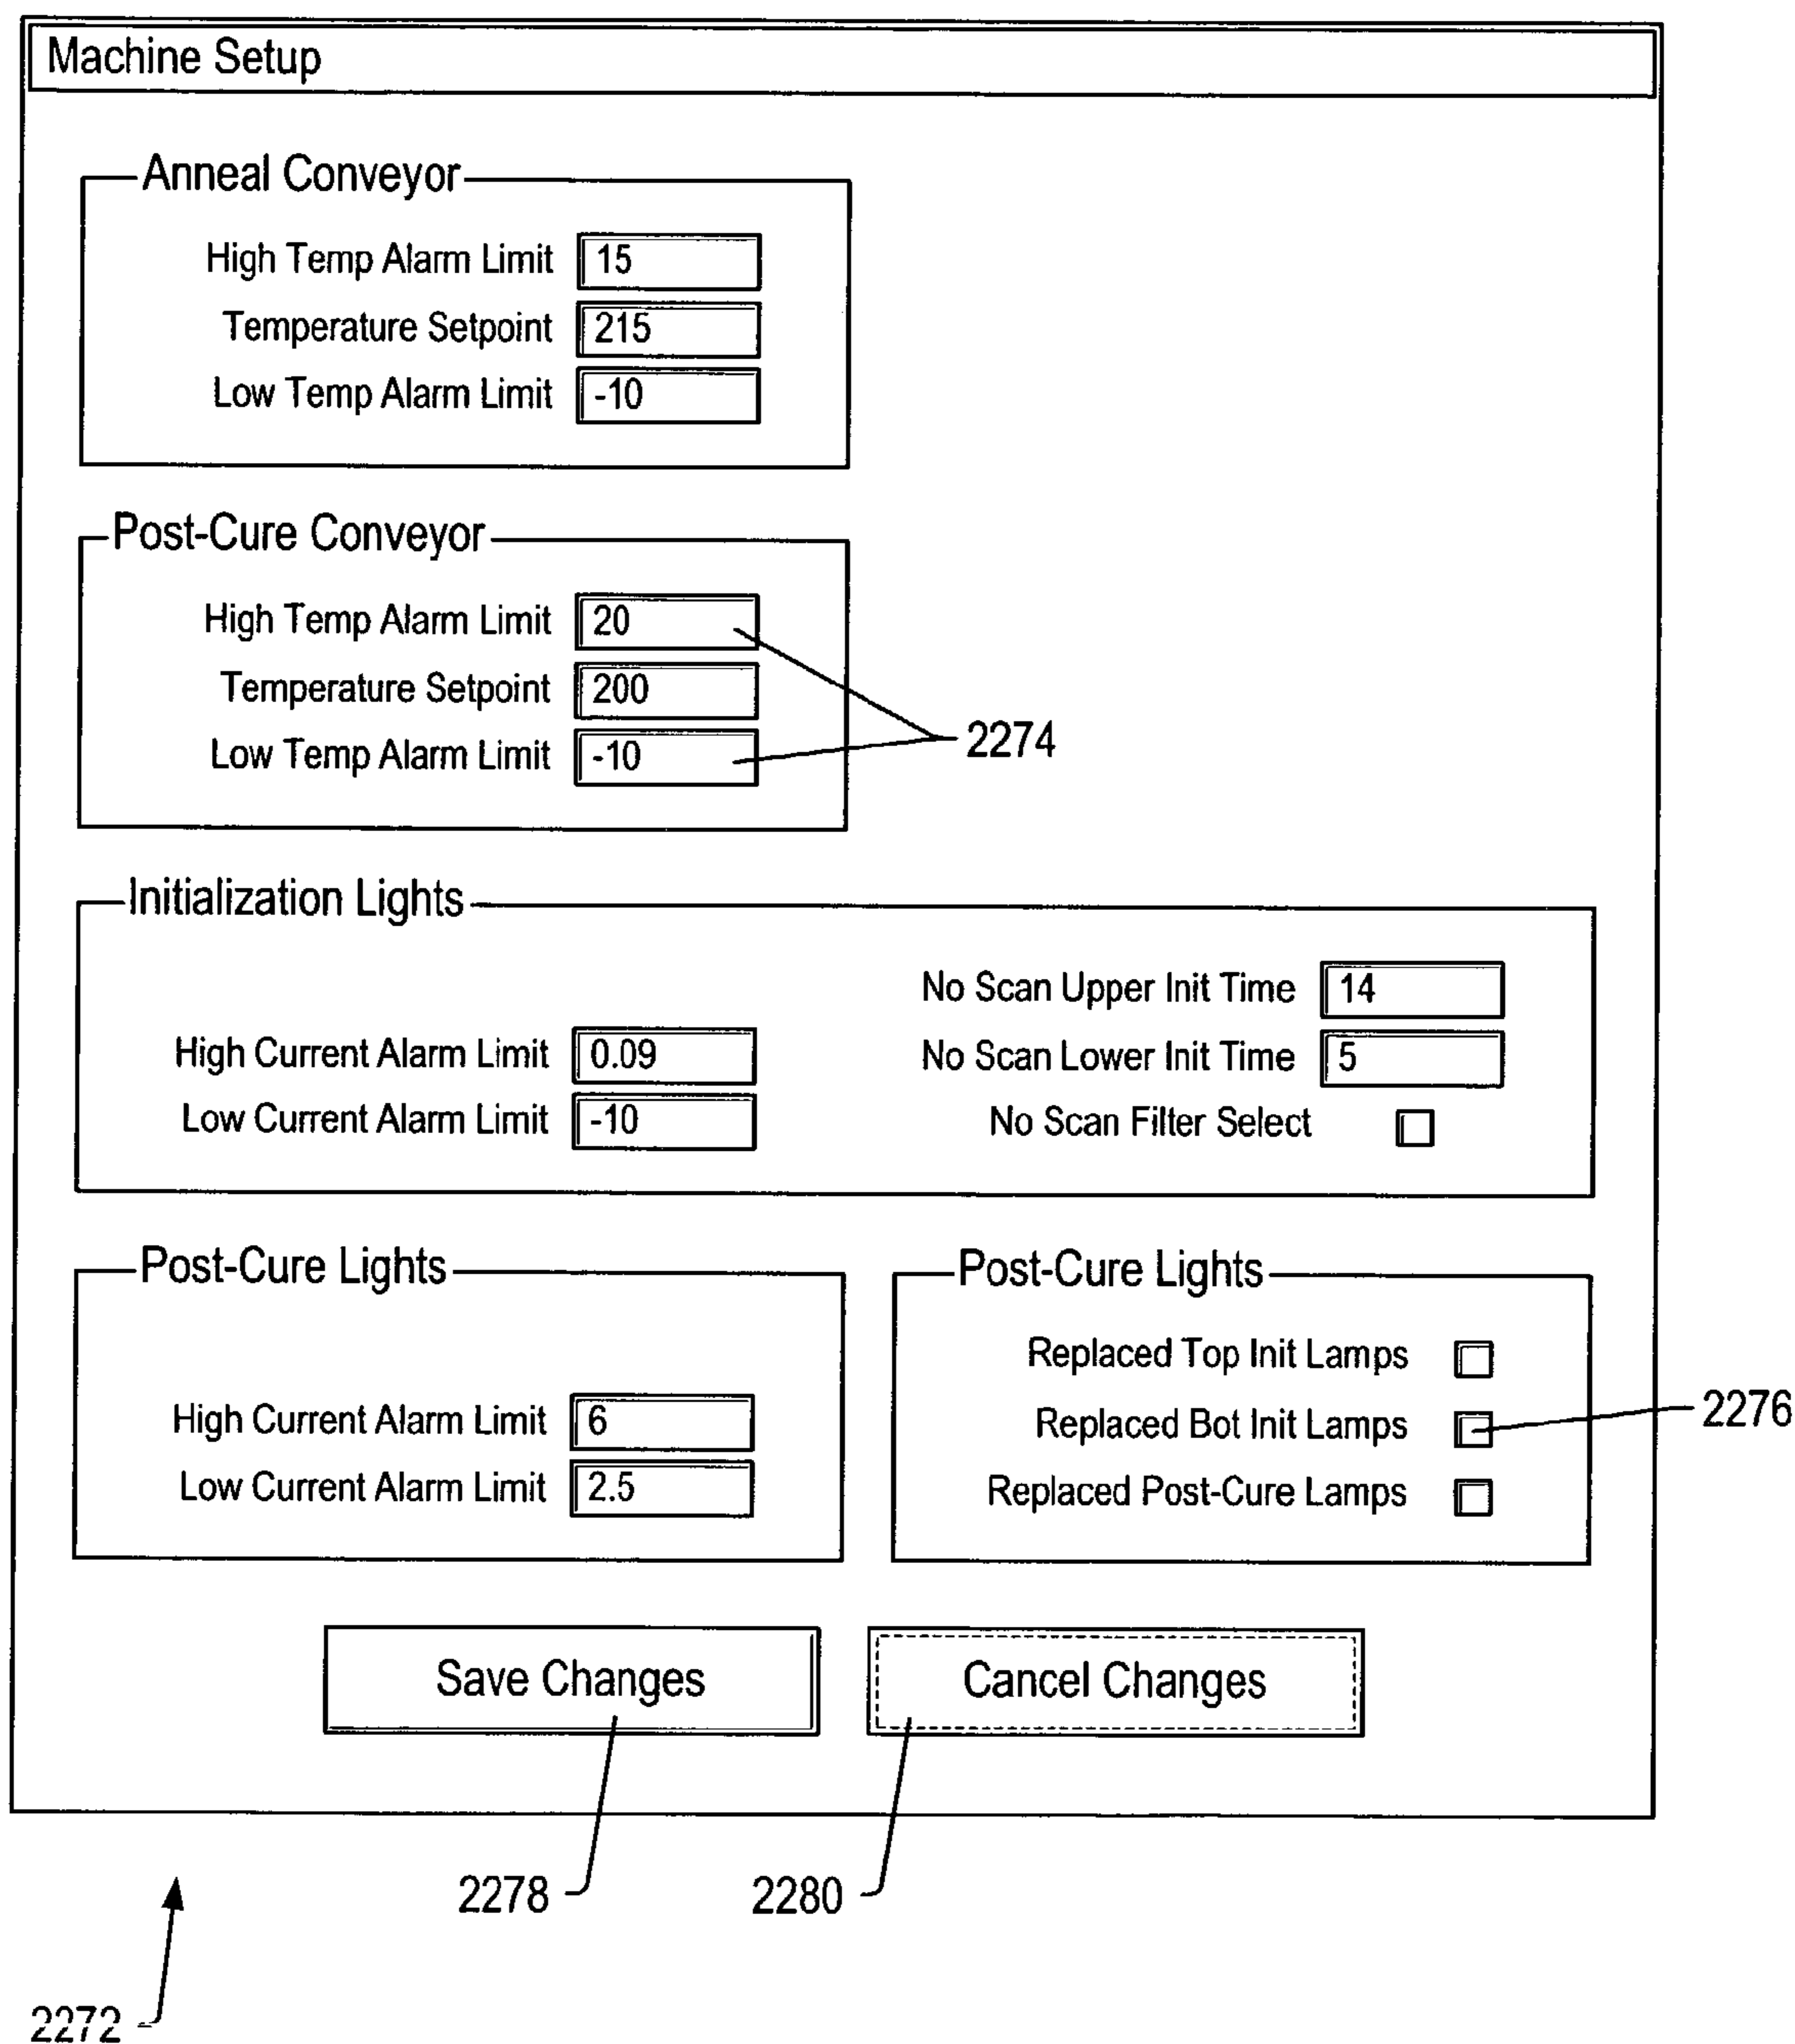 Machine Setup
Anneal Conveyor
High Temp Alarm Limit 15
Temperature Setpoint 215
Low Temp Alarm Limit -10
Post-Cure Conveyor
High Temp Alarm Limit 20
Temperature Setpoint 200
Low Temp Alarm Limit -10
2274
Initialization Lights
No Scan Upper Init Time 14
High Current Alarm Limit 0.09
No Scan Lower Init Time 5
Low Current Alarm Limit -10
No Scan Filter Select
Post-Cure Lights
High Current Alarm Limit 6
Low Current Alarm Limit 2.5
Post-Cure Lights
Replaced Top Init Lamps
Replaced Bot Init Lamps
2276
Replaced Post-Cure Lamps
Save Changes
Cancel Changes
2278
2280
2272